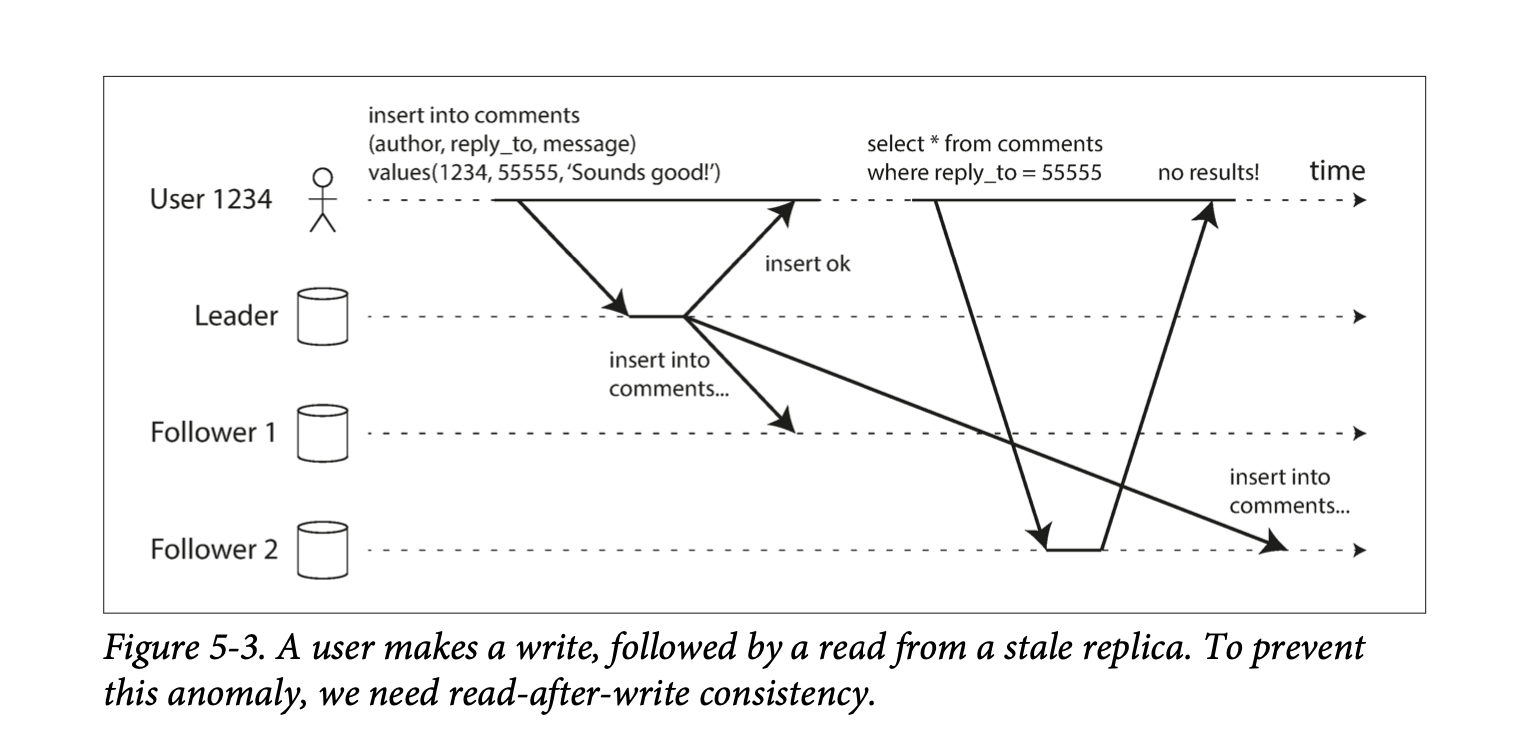 insert into comments
(author, reply_to, message)
values(1234, 55555, ‘Sounds good!’)
select * from comments
where reply_to = 55555
no results!
time
User 1234
insert ok
Leader
insert into
comments...
Follower 1
insert into
comments...
Follower 2
Figure 5-3. A user makes a write, followed by a read from a stale replica. To prevent
this anomaly, we need read-after-write consistency.